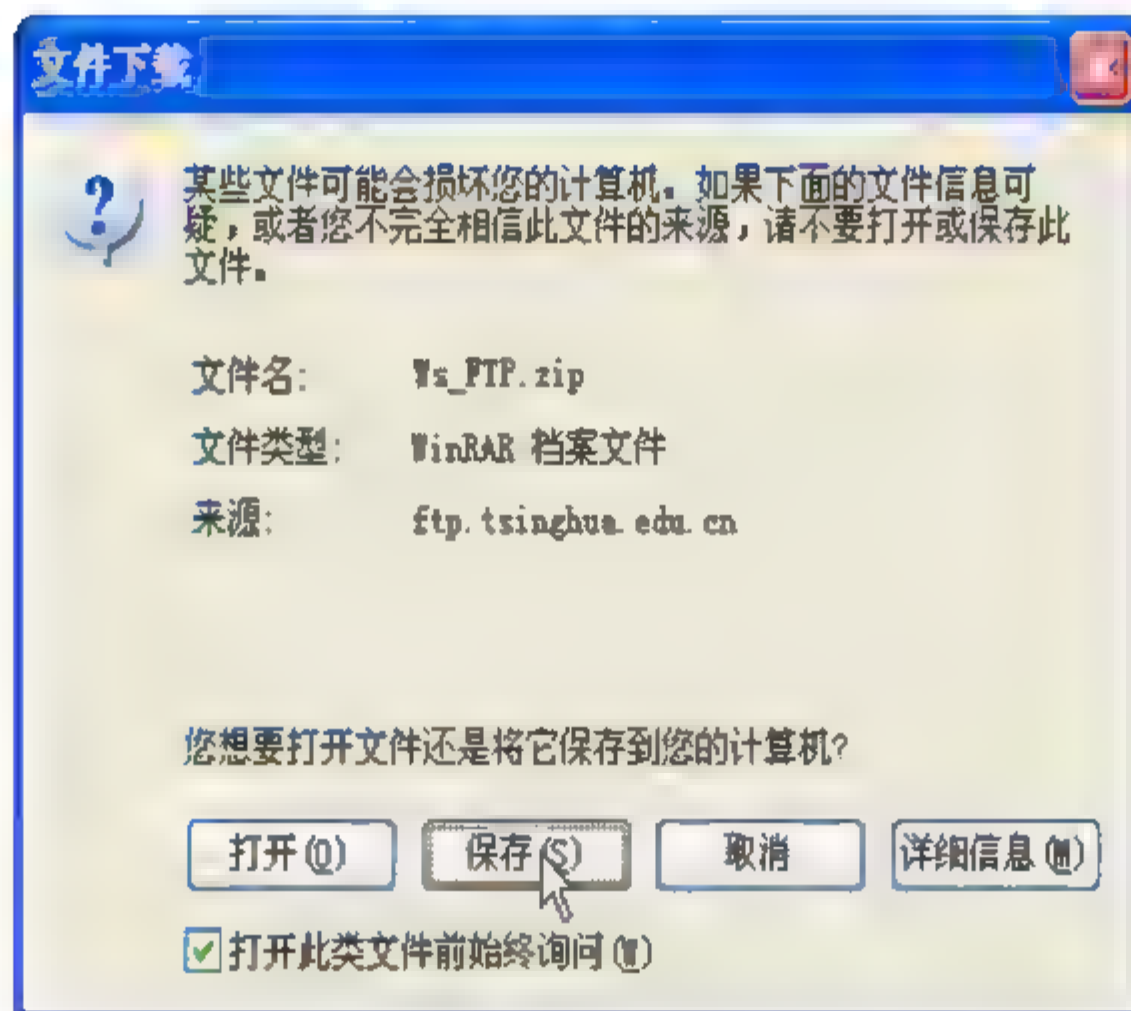 文件下载
某些文件可能会损坏您的计算机。如果下面的文件信息可
疑，或者您不完全相信此文件的来源，请不要打开或保存此
文件。
文件名: Ws_FTP.zip
文件类型: WinRAR 档案文件
来源: ftp.tsinghua.edu.cn
您想要打开文件还是将它保存到您的计算机?
打开(O) 保存(S) 取消 详细信息(M)
打开此类文件前始终询问(W)